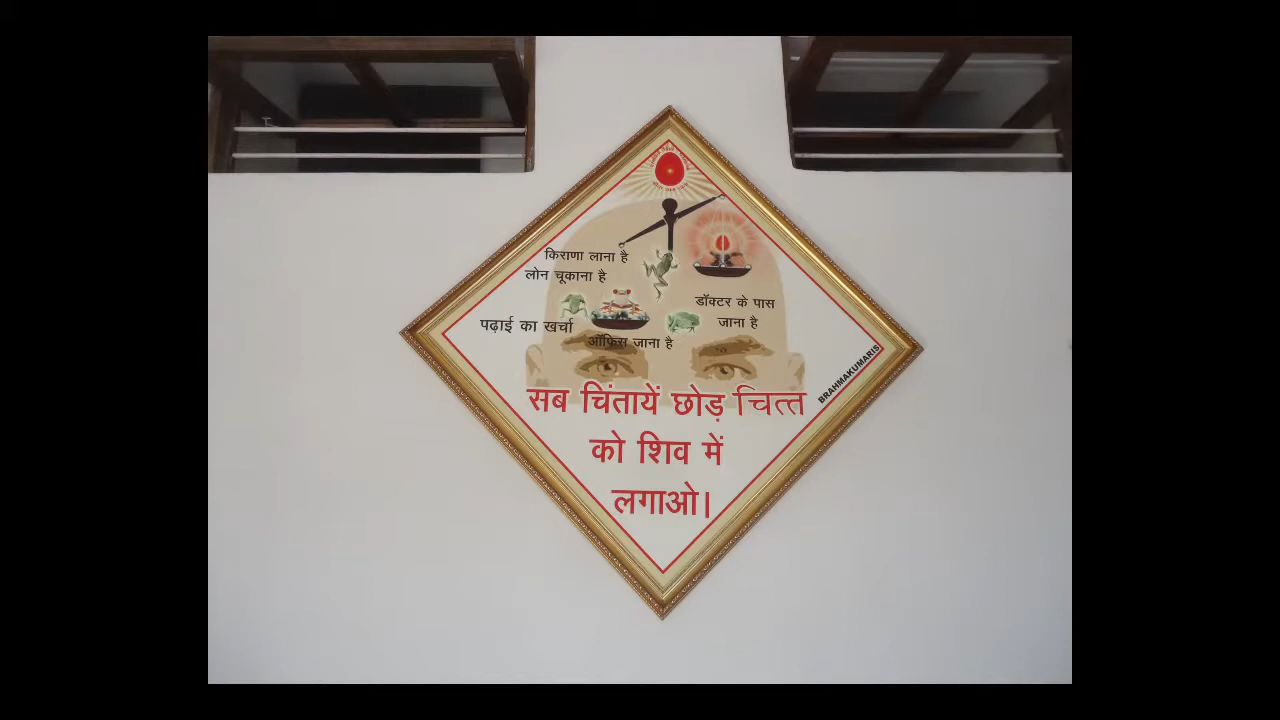 किराणा लाना है
लोन चूकाना है
डॉक्टर के पास
जाना है
पढ़ाई का खर्चा
ऑफिस जाना है
सब चिंतायें छोड़ चित्त
को शिव में
लगाओ।
BRAHMAKUMARIS